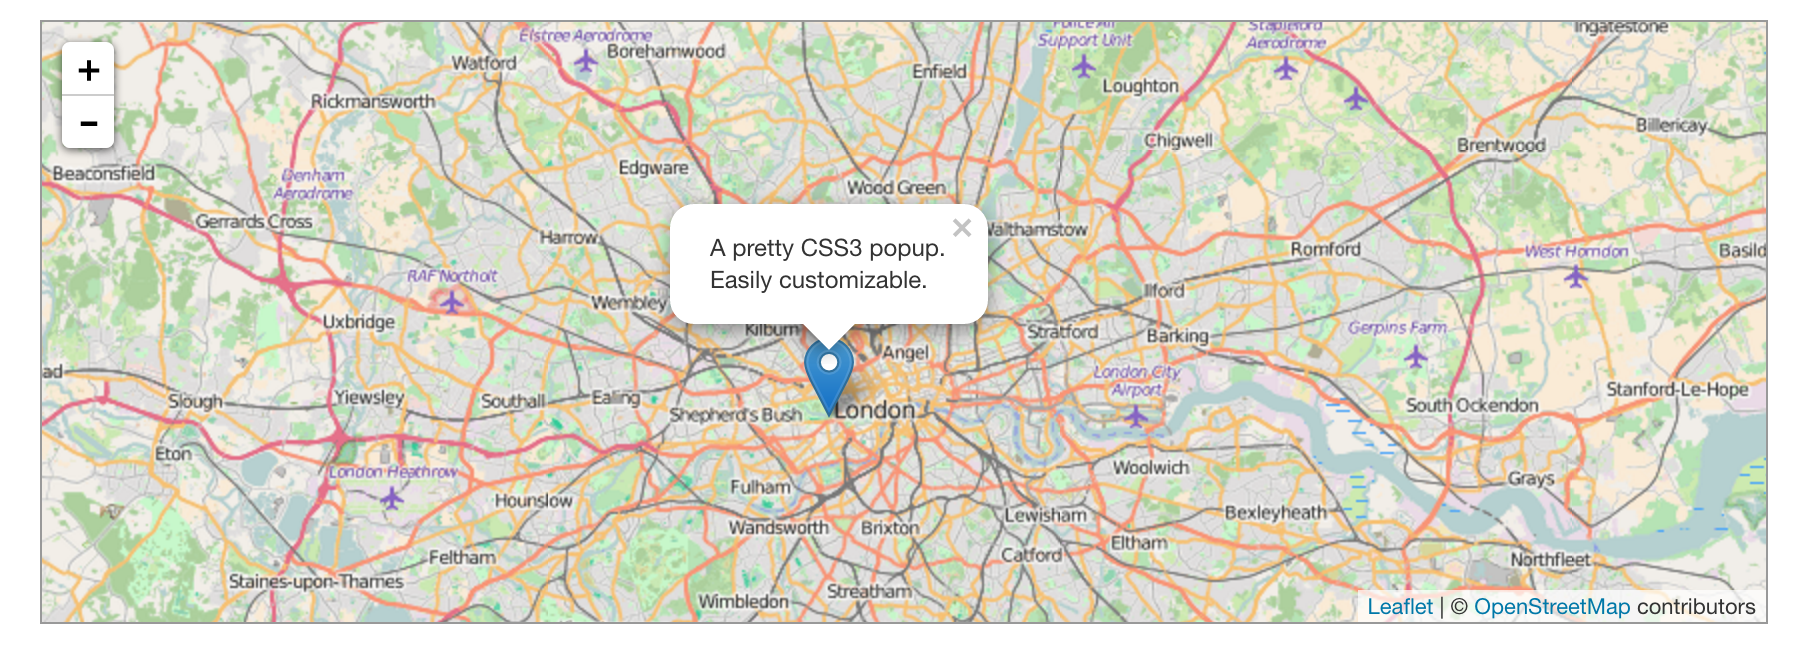 Elstree Aerodrome
Borehamwood
Police Air
Support Unit
Stapleford
Aerodrome
Ingatestone
+
Watford
Enfield
Loughton
Rickmansworth
−
Chigwell
Billericay
Brentwood
Beaconsfield
Edgware
Denham
Aerodrome
Wood Green
Gerrards Cross
Harrow
Walthamstow
×
A pretty CSS3 popup.
Easily customizable.
Romford
West Horndon
Basild
RAF Northolt
Wembley
Ilford
Uxbridge
Kilburn
Stratford
Barking
Gerpins Farm
Angel
ad
London City
Airport
Slough
Yiewsley
Southall
Ealing
Shepherd's Bush
London
South Ockendon
Stanford-Le-Hope
Eton
London Heathrow
Woolwich
Hounslow
Fulham
Grays
Wandsworth
Brixton
Lewisham
Bexleyheath
Feltham
Catford
Eltham
Northfleet
Staines-upon-Thames
Wimbledon
Streatham
Leaflet | © OpenStreetMap contributors